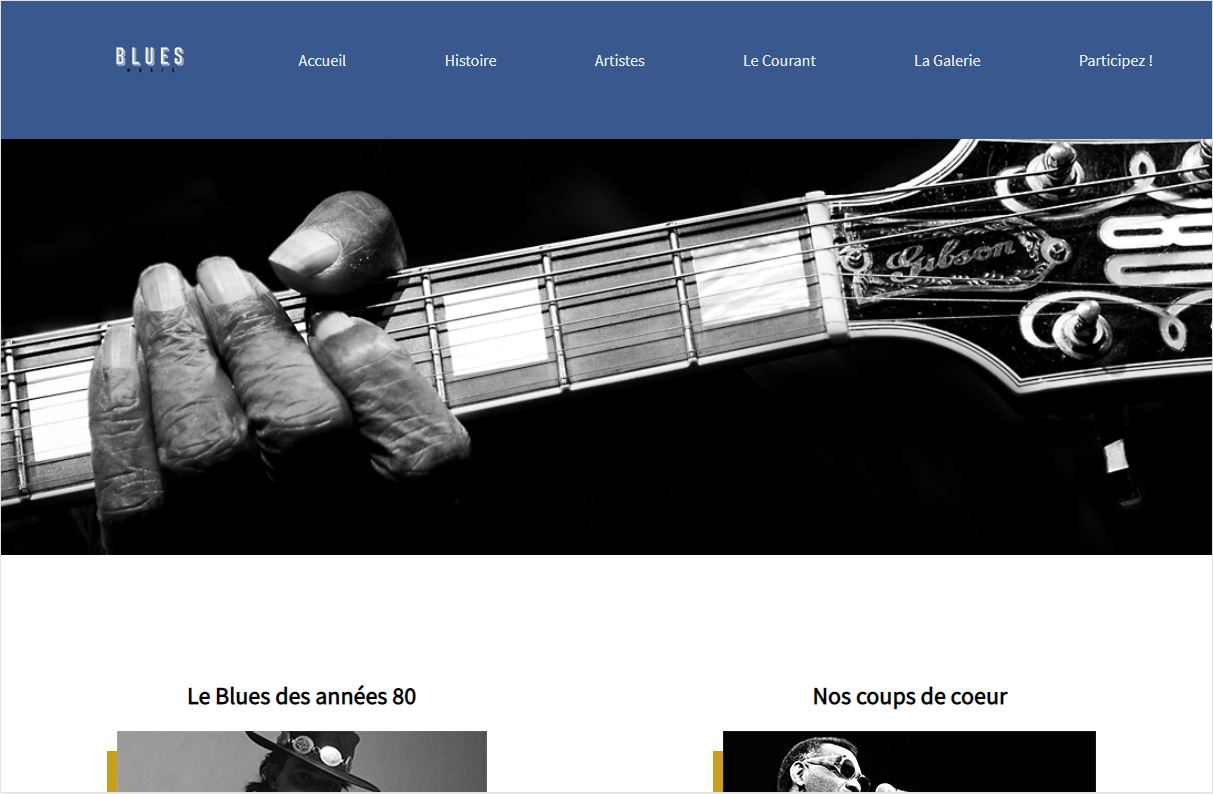 BLUES
MUSIC
Accueil
Histoire
Artistes
Le Courant
La Galerie
Participez !
Gibson
Le Blues des années 80
Nos coups de coeur